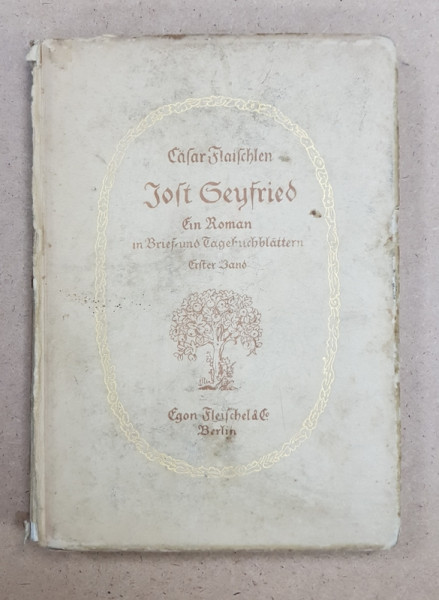 Cäsar Flaischlen
Jost Seyfried
Ein Roman
in Brief- und Tagebuchblättern
Erster Band
Egon Fleischel & Co
Berlin